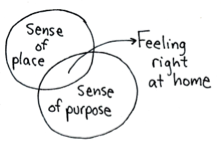 Sense
of
place
Feeling
right
at home
Sense
of purpose